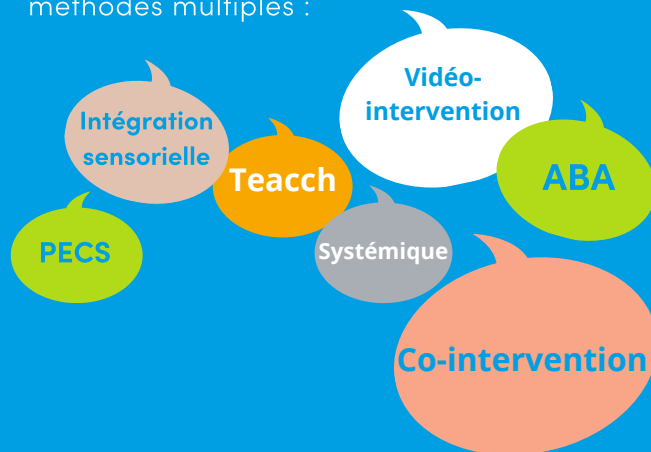 méthodes multiples :
Vidéo-
intervention
Intégration
sensorielle
Teacch
ABA
PECS
Systémique
Co-intervention